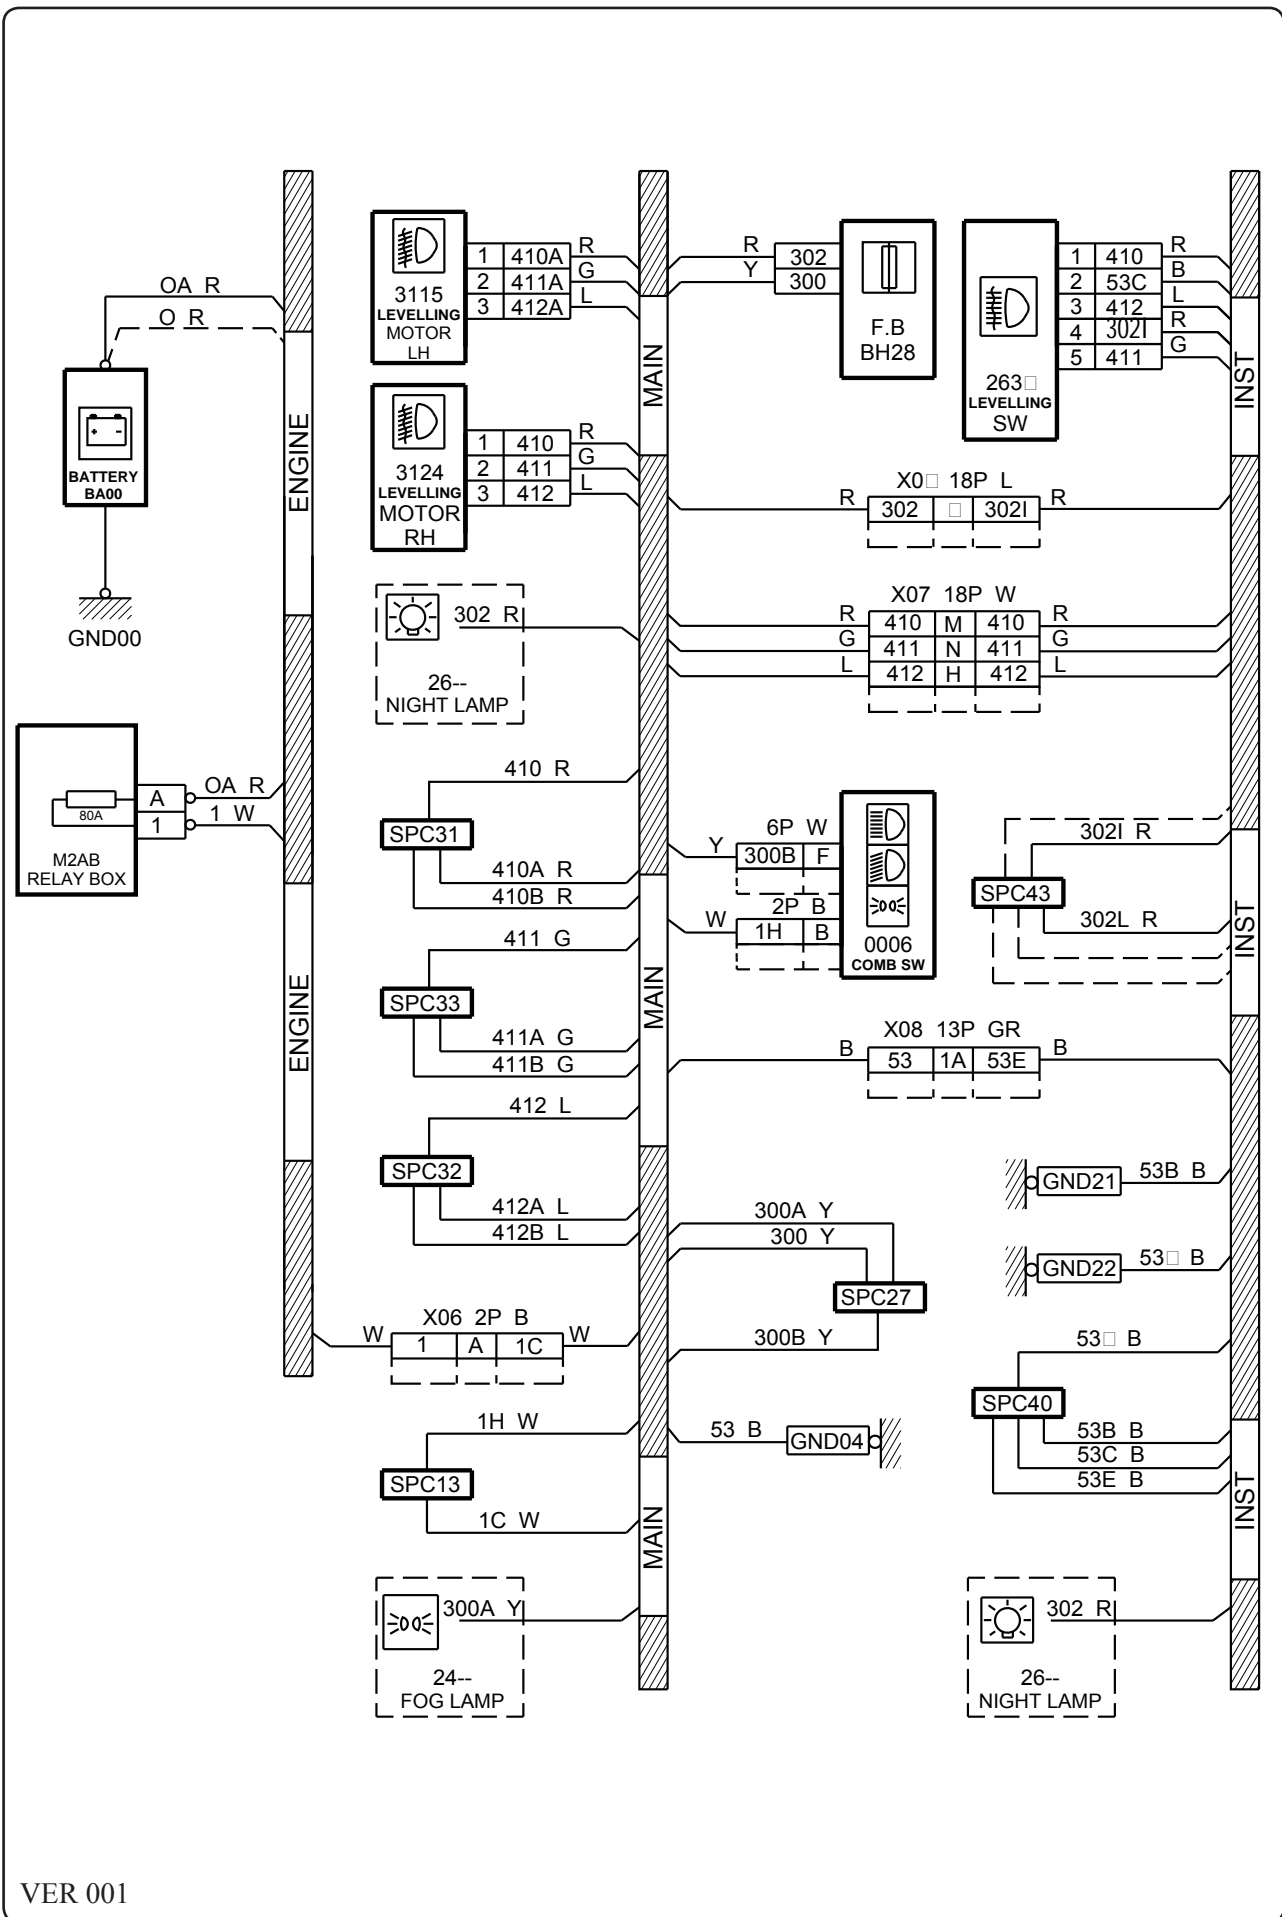 OA R
O R
BATTERY
BA00
GND00
A
1
OA R
1 W
80A
M2AB
RELAY BOX
ENGINE
ENGINE
3115
LEVELLING
MOTOR
LH
1 410A R
2 411A G
3 412A L
3124
LEVELLING
MOTOR
RH
1 410 R
2 411 G
3 412 L
302 R
26--
NIGHT LAMP
410 R
SPC31
410A R
410B R
411 G
SPC33
411A G
411B G
412 L
SPC32
412A L
412B L
X06 2P B
W 1 A 1C W
1H W
SPC13
1C W
300A Y
24--
FOG LAMP
MAIN
MAIN
MAIN
R 302
Y 300
F.B
BH28
263
LEVELLING
SW
1 410 R
2 53C B
3 412 L
4 302I R
5 411 G
X0 18P L
R 302 302I R
X07 18P W
R 410 M 410 R
G 411 N 411 G
L 412 H 412 L
6P W
Y 300B F
2P B
W 1H B
0006
COMB SW
302I R
SPC43
302L R
X08 13P GR
B 53 1A 53E B
GND21 53B B
GND22 53 B
300A Y
300 Y
SPC27
300B Y
53 B GND04
53 B
SPC40
53B B
53C B
53E B
302 R
26--
NIGHT LAMP
INST
INST
INST
VER 001